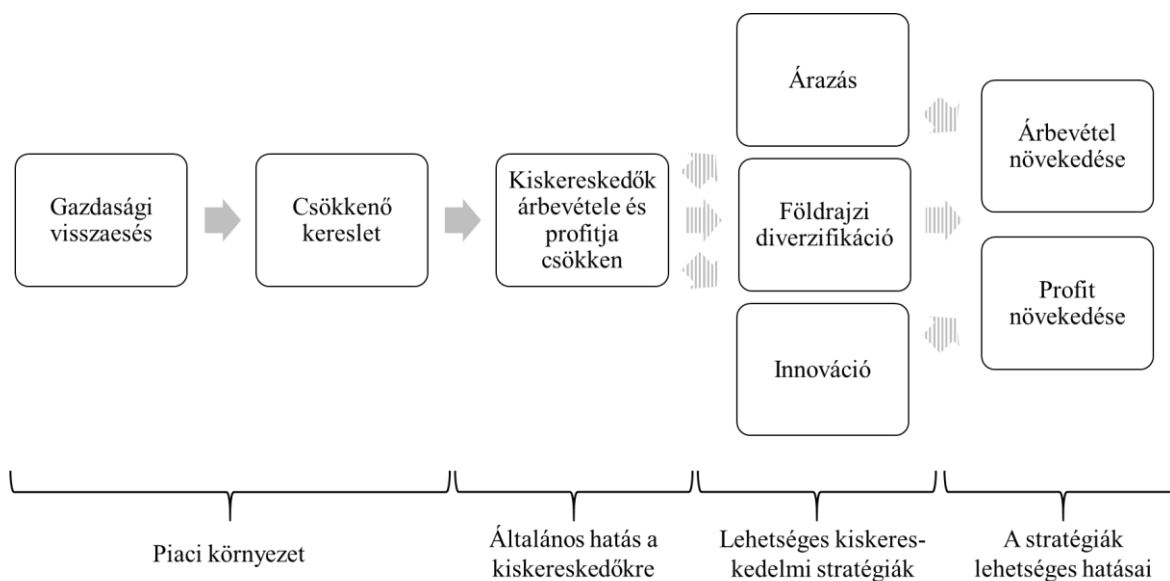 Gazdasági
visszaesés
Csökkenő
kereslet
Kiskereskedők
árbevétele és
profitja
csökken
Árazás
Földrajzi
diverzifikáció
Innováció
Árbevétel
növekedése
Profit
növekedése
Piaci környezet
Általános hatás a
kiskereskedőkre
Lehetséges kiskeres-
kedelmi stratégiák
A stratégiák
lehetséges hatásai